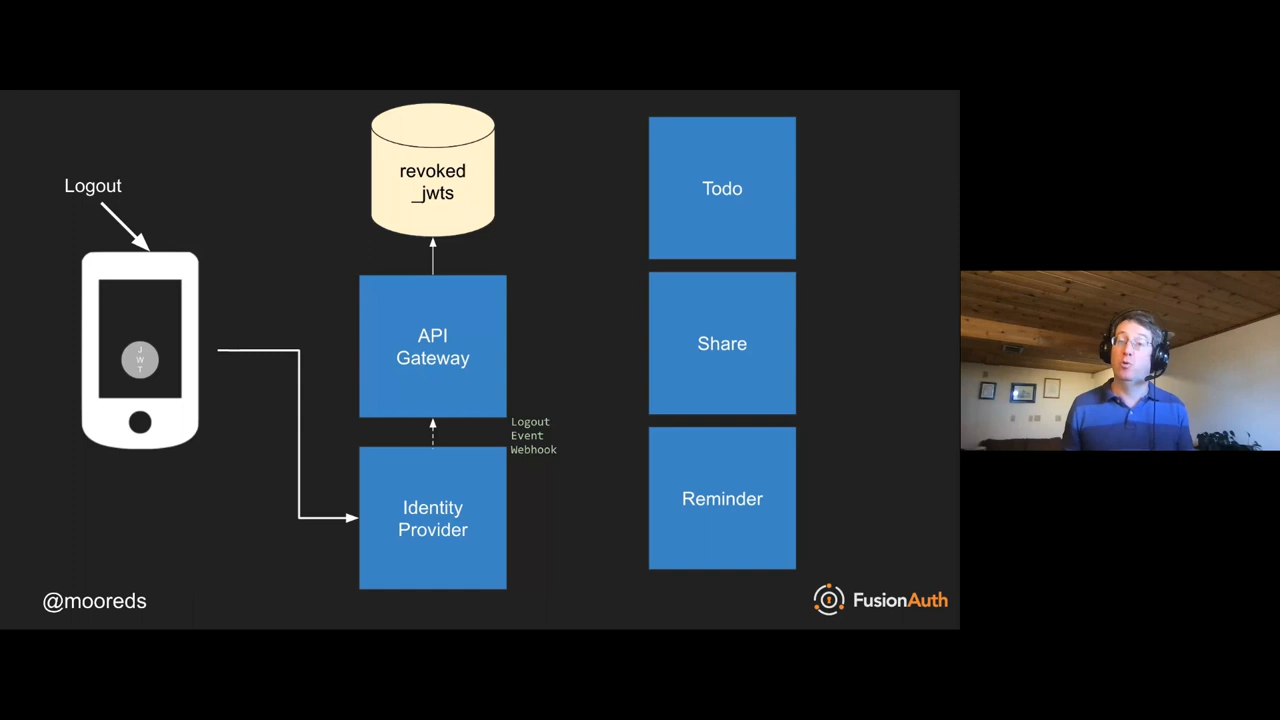 Logout
J
W
T
revoked
_jwts
API
Gateway
Logout
Event
Webhook
Identity
Provider
Todo
Share
Reminder
@mooreds
FusionAuth